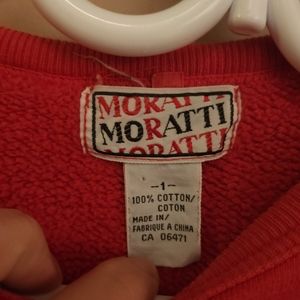 MORATTI
MORATTI
MORATTI
-1-
100% COTTON/
COTON
MADE IN/
FABRIQUE A CHINA
CA 06471